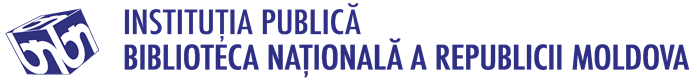 INSTITUȚIA PUBLICĂ
BIBLIOTECA NAȚIONALĂ A REPUBLICII MOLDOVA